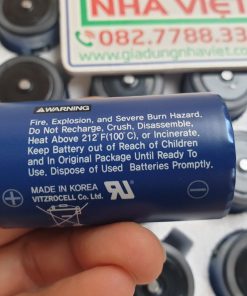 NHÀ VIỆT
082.7788.33
www.giadungnhaviet.com
WARNING
Fire, Explosion, and Severe Burn Hazard.
Do Not Recharge, Crush, Disassemble,
Heat Above 212 F(100°C), or Incinerate,
Keep Battery out of Reach of Children
and In Original Package Until Ready To
Use, Dispose of Used Batteries Promptly.
MADE IN KOREA
VITZROCELL Co. Ltd.